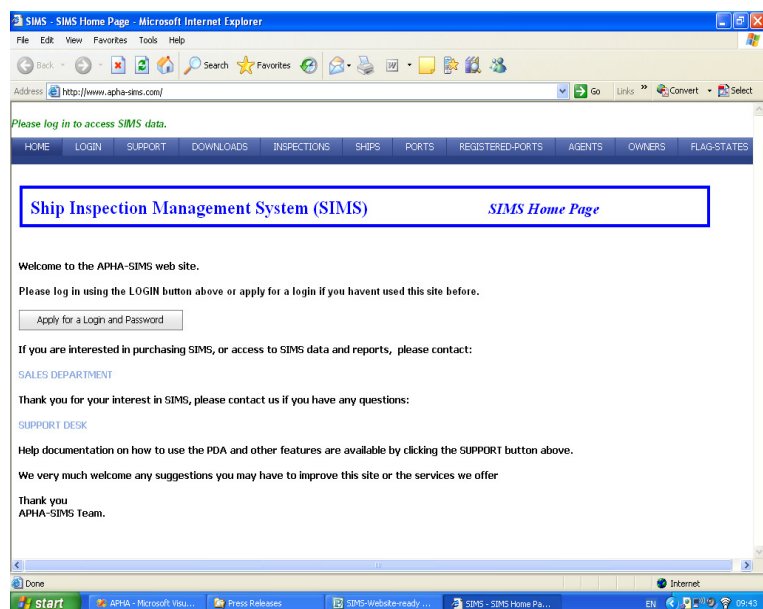 SIMS - SIMS Home Page - Microsoft Internet Explorer
File Edit View Favorites Tools Help
Back Search Favorites
Address http://www.apha-sims.com/ Go Links » Convert Select
Please log in to access SIMS data.
HOME LOGIN SUPPORT DOWNLOADS INSPECTIONS SHIPS PORTS REGISTERED-PORTS AGENTS OWNERS FLAG-STATES
Ship Inspection Management System (SIMS) SIMS Home Page
Welcome to the APHA-SIMS web site.
Please log in using the LOGIN button above or apply for a login if you havent used this site before.
Apply for a Login and Password
If you are interested in purchasing SIMS, or access to SIMS data and reports, please contact:
SALES DEPARTMENT
Thank you for your interest in SIMS, please contact us if you have any questions:
SUPPORT DESK
Help documentation on how to use the PDA and other features are available by clicking the SUPPORT button above.
We very much welcome any suggestions you may have to improve this site or the services we offer
Thank you
APHA-SIMS Team.
Done Internet
start APHA - Microsoft Visu... Press Releases SIMS-Website-ready ... SIMS - SIMS Home Pa... EN 09:43